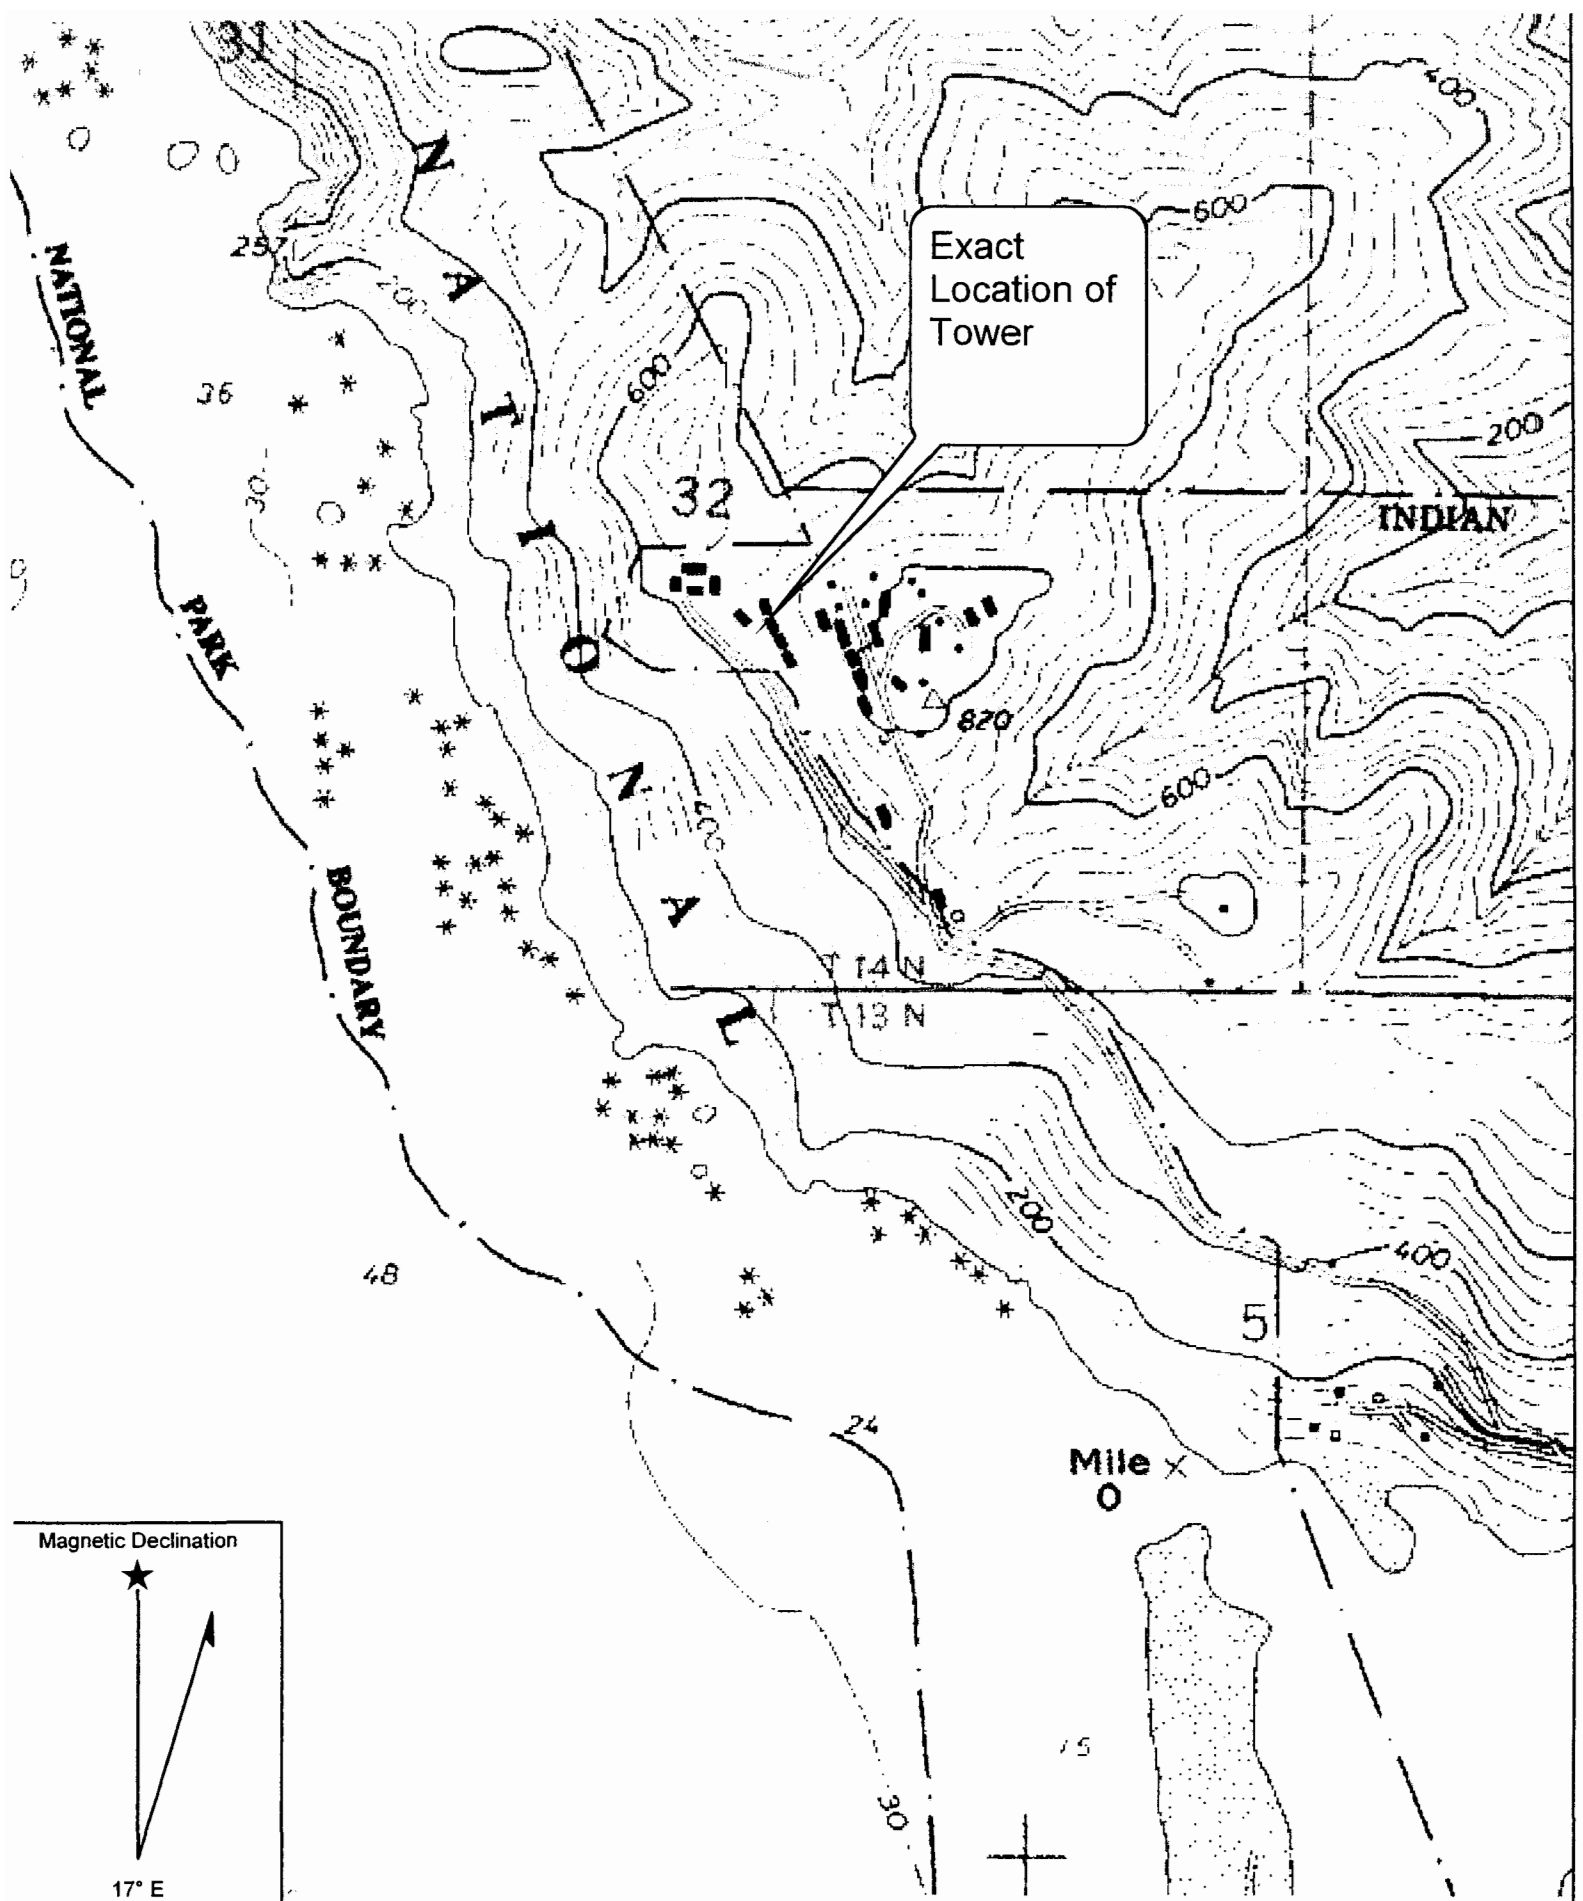 31
400
N
600
Exact
Location of
Tower
257
NATIONAL
A
200
36
600
T
200
30
32
INDIAN
I
PARK
O
820
N
600
400
BOUNDARY
A
T 14 N
T 13 N
L
200
48
400
5
24
Mile
0
Magnetic Declination
15
30
17° E